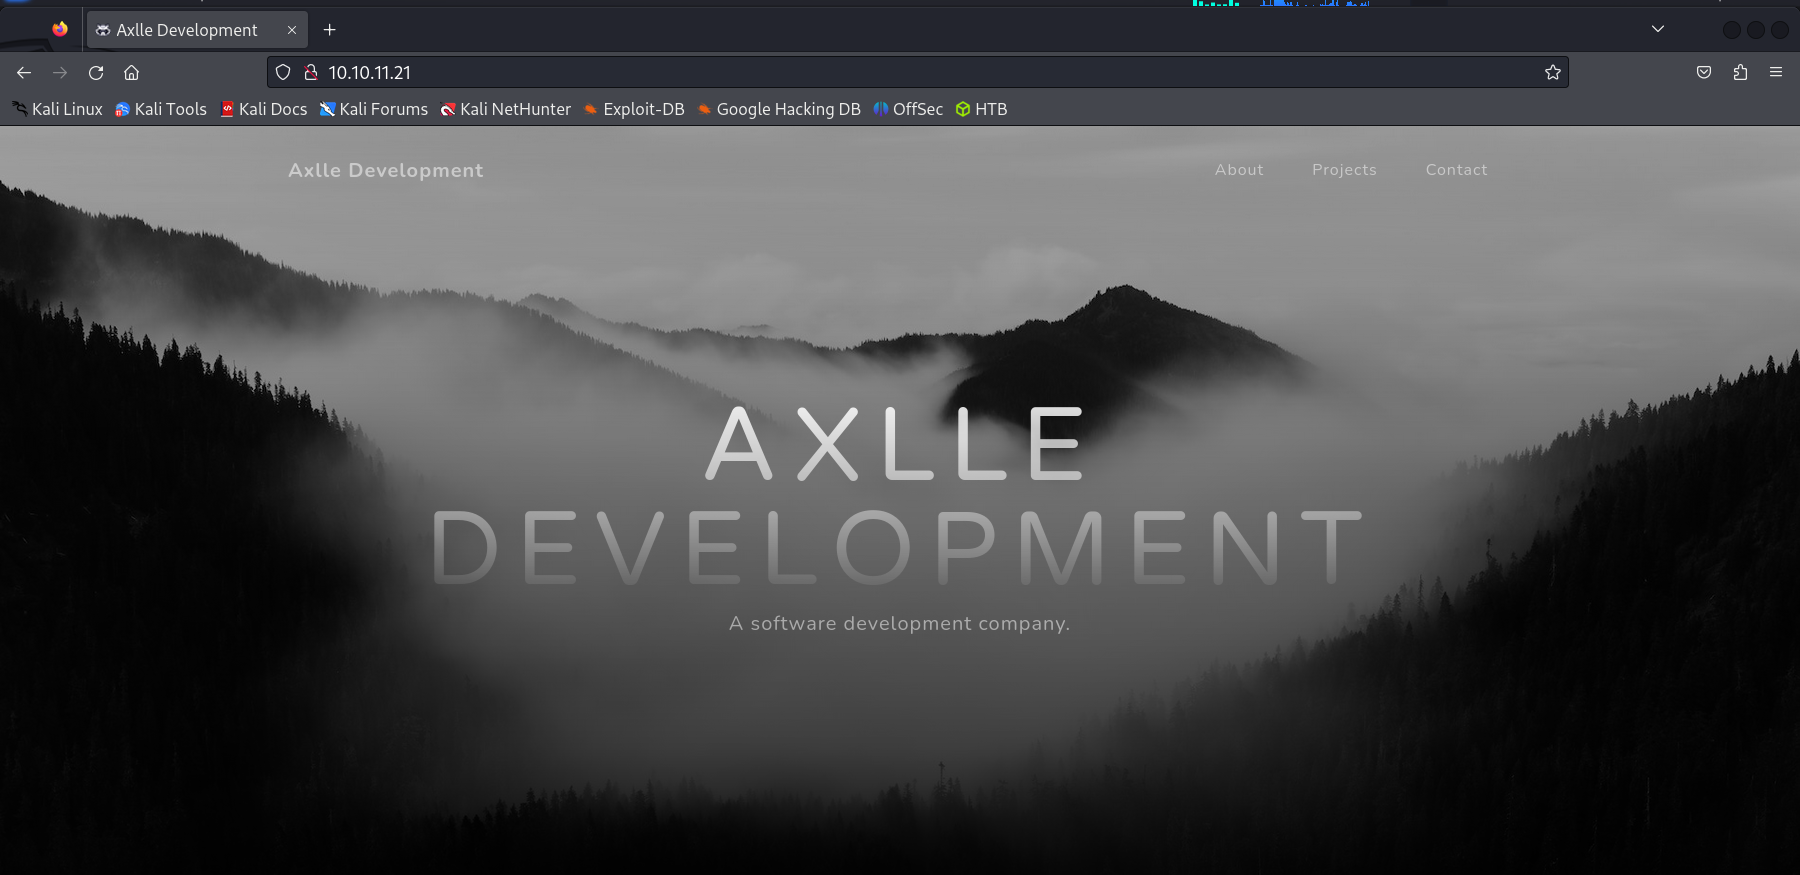 Axlle Development
10.10.11.21
Kali Linux Kali Tools Kali Docs Kali Forums Kali NetHunter Exploit-DB Google Hacking DB OffSec HTB
Axlle Development About Projects Contact
AXLLE
DEVELOPMENT
A software development company.